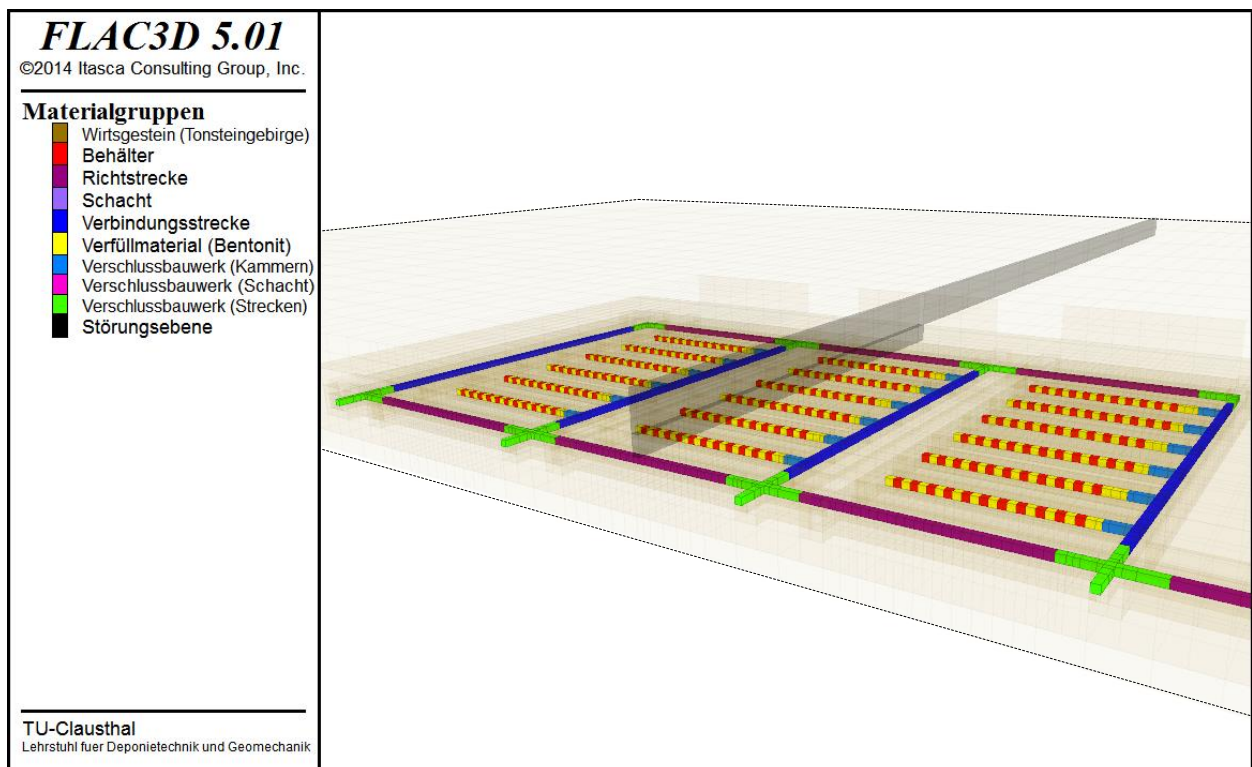 FLAC3D 5.01
©2014 Itasca Consulting Group, Inc.
Materialgruppen
Wirtsgestein (Tonsteingebirge)
Behälter
Richtstrecke
Schacht
Verbindungsstrecke
Verfüllmaterial (Bentonit)
Verschlussbauwerk (Kammern)
Verschlussbauwerk (Schacht)
Verschlussbauwerk (Strecken)
Störungsebene
TU-Clausthal
Lehrstuhl fuer Deponietechnik und Geomechanik